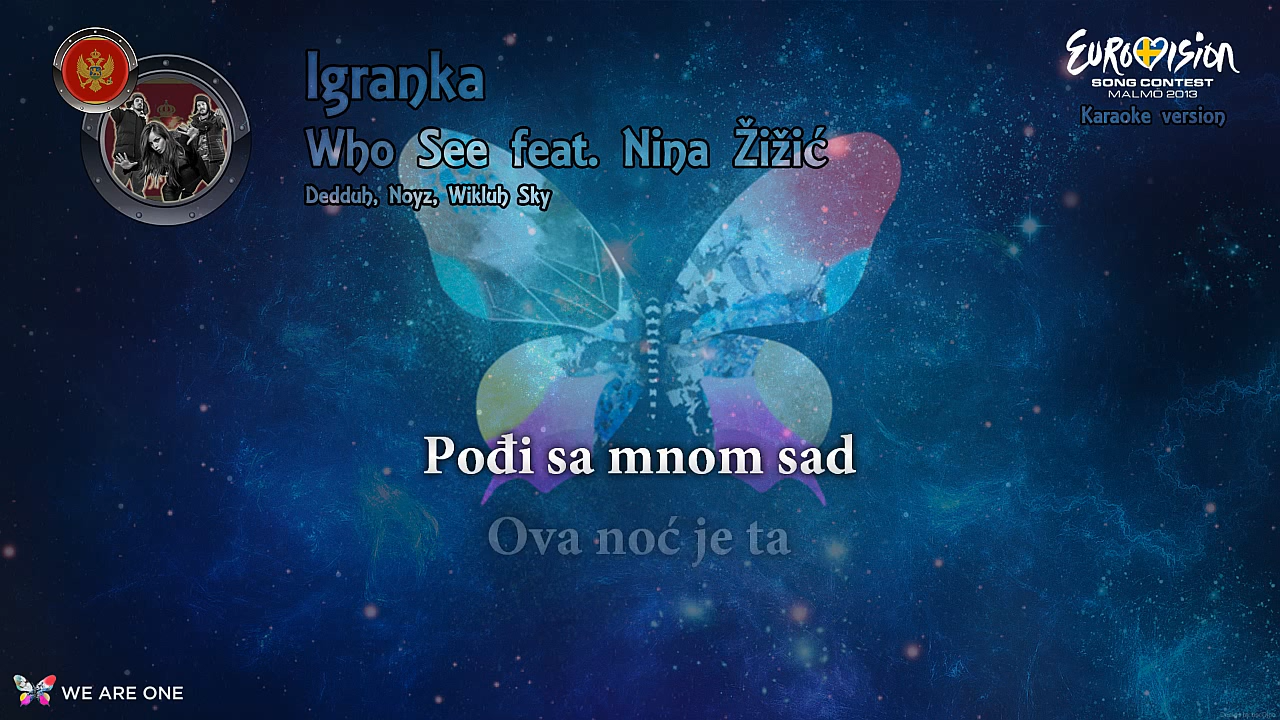 Igranka
Who See feat. Nina Žižić
Dedduh, Noyz, Wikluh Sky
EUROVISION
SONG CONTEST
MALMÖ 2013
Karaoke version
Pođi sa mnom sad
Ova noć je ta
WE ARE ONE